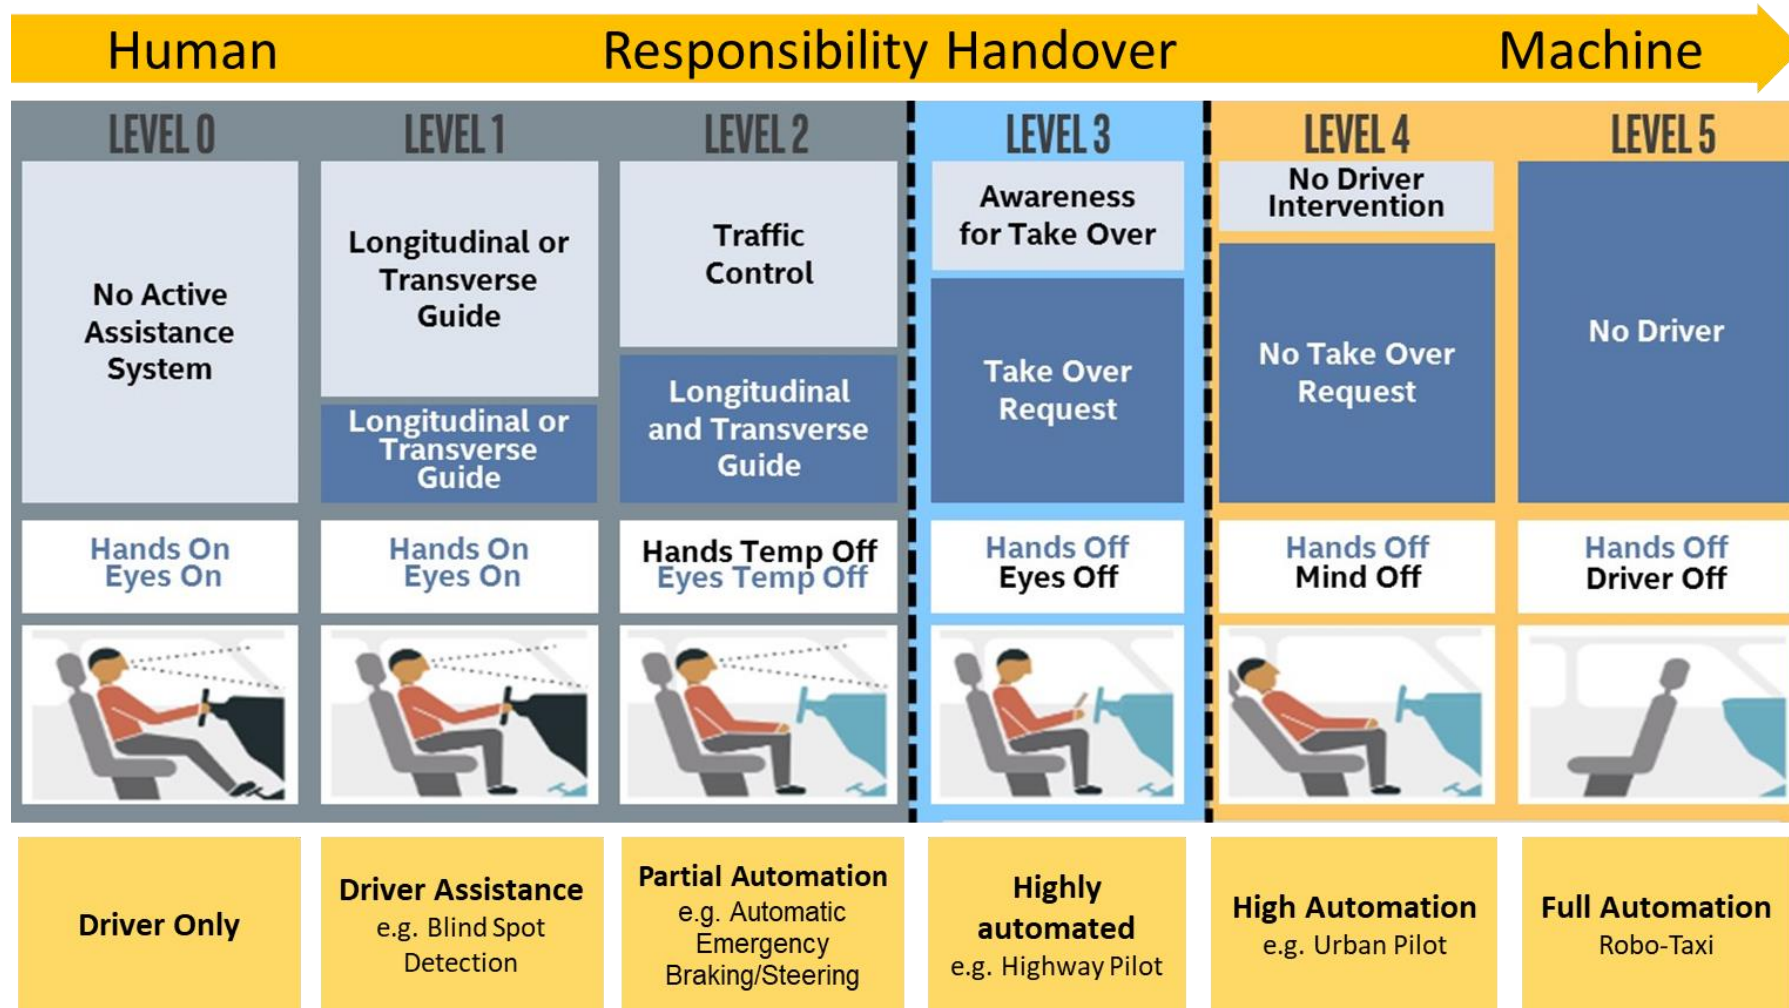 Human
Responsibility Handover
Machine
LEVEL 0
LEVEL 1
LEVEL 2
LEVEL 3
LEVEL 4
LEVEL 5
No Active
Assistance
System
Longitudinal or
Transverse
Guide
Longitudinal or
Transverse
Guide
Traffic
Control
Longitudinal
and Transverse
Guide
Awareness
for Take Over
Take Over
Request
No Driver
Intervention
No Take Over
Request
No Driver
Hands On
Eyes On
Hands On
Eyes On
Hands Temp Off
Eyes Temp Off
Hands Off
Eyes Off
Hands Off
Mind Off
Hands Off
Driver Off
Driver Only
Driver Assistance
e.g. Blind Spot
Detection
Partial Automation
e.g. Automatic
Emergency
Braking/Steering
Highly
automated
e.g. Highway Pilot
High Automation
e.g. Urban Pilot
Full Automation
Robo-Taxi